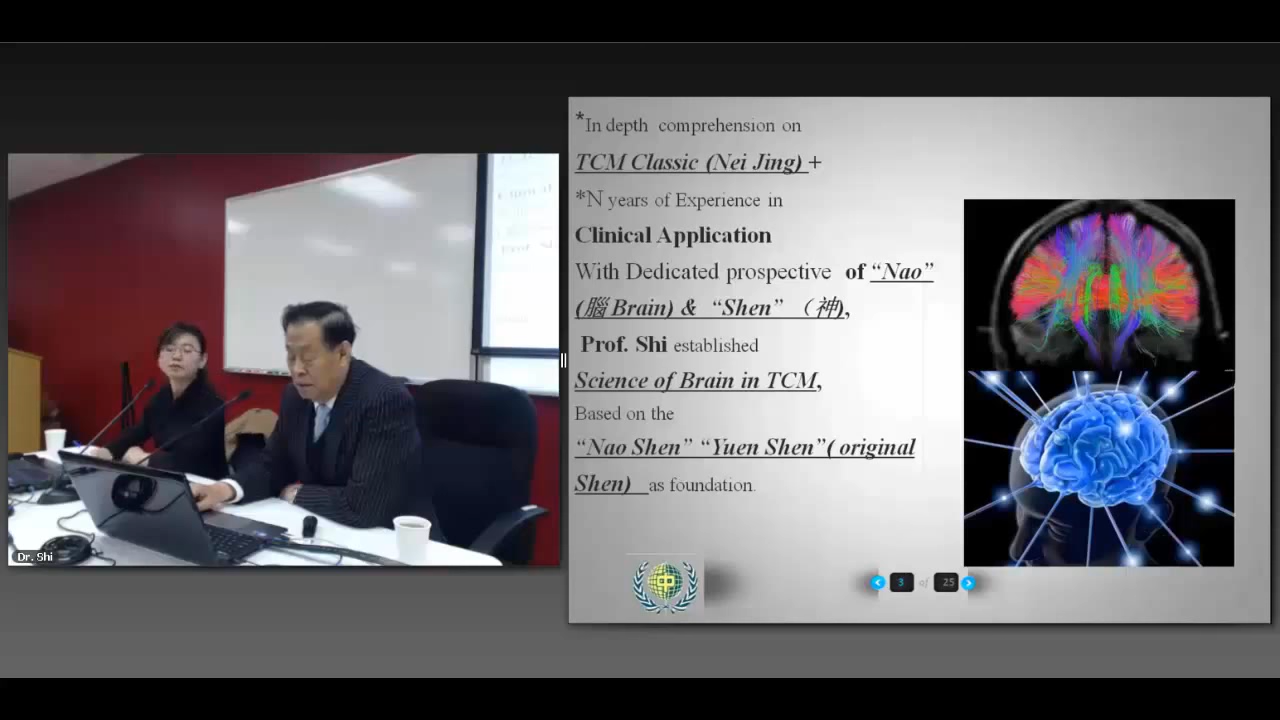 *In depth comprehension on
TCM Classic (Nei Jing) +
*N years of Experience in
Clinical Application
With Dedicated prospective of “Nao”
(腦 Brain) & “Shen” （神),
Prof. Shi established
Science of Brain in TCM,
Based on the
“Nao Shen” “Yuen Shen”( original
Shen) as foundation.
3 of 25
Dr. Shi